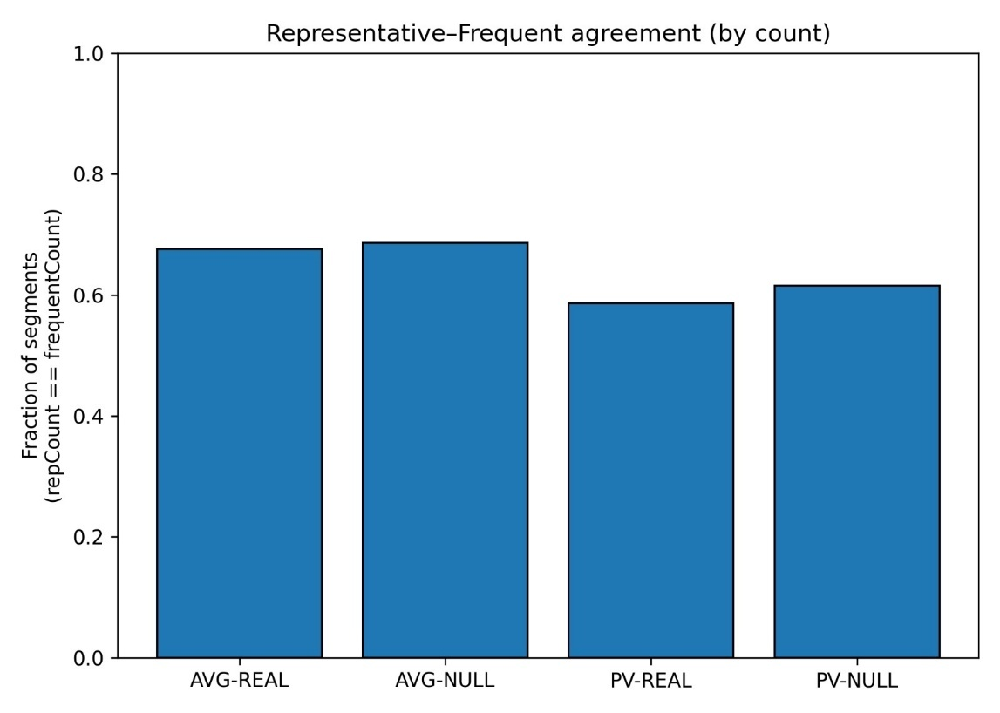 Representative–Frequent agreement (by count)
Fraction of segments
(repCount == frequentCount)
1.0
0.8
0.6
0.4
0.2
0.0
AVG-REAL
AVG-NULL
PV-REAL
PV-NULL